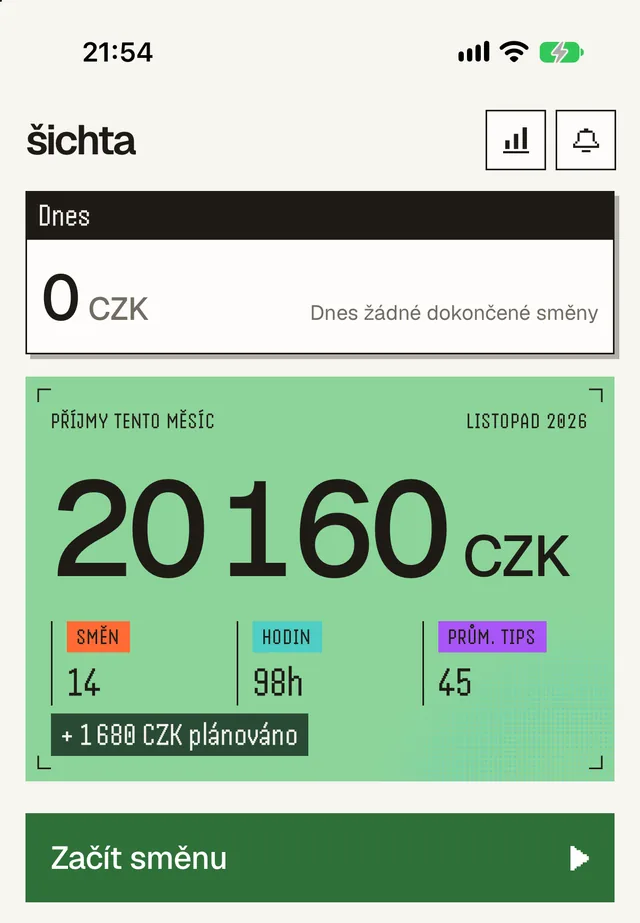 21:54
šichta
Dnes
0 CZK
Dnes žádné dokončené směny
PŘÍJMY TENTO MĚSÍC
LISTOPAD 2026
20 160 CZK
SMĚN
14
HODIN
98h
PRŮM. TIPS
45
+ 1 680 CZK plánováno
Začít směnu